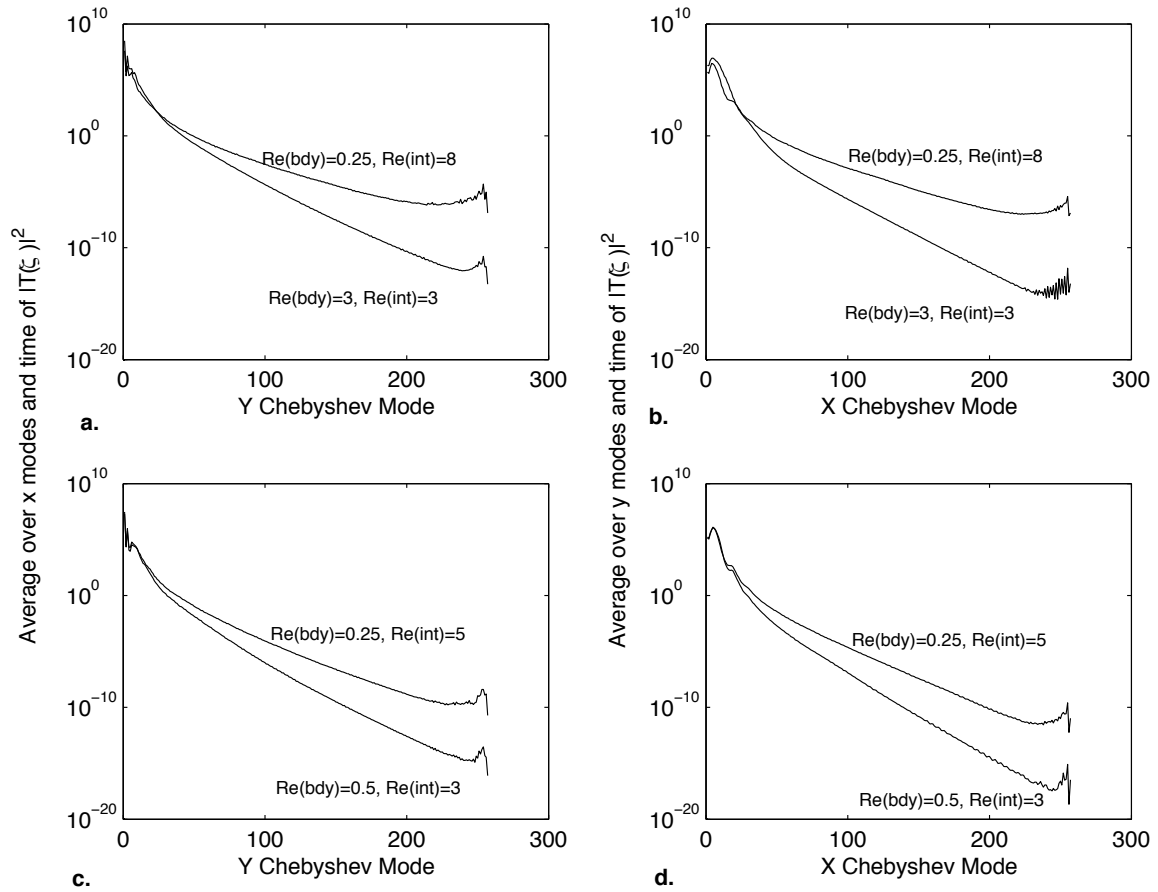 Average over x modes and time of |T(ζ )|²
Average over y modes and time of |T(ζ )|²
10^10
10^0
10^-10
10^-20
0 100 200 300
Re(bdy)=0.25, Re(int)=8
Re(bdy)=3, Re(int)=3
Y Chebyshev Mode
a.
10^10
10^0
10^-10
10^-20
0 100 200 300
Re(bdy)=0.25, Re(int)=8
Re(bdy)=3, Re(int)=3
X Chebyshev Mode
b.
10^10
10^0
10^-10
10^-20
0 100 200 300
Re(bdy)=0.25, Re(int)=5
Re(bdy)=0.5, Re(int)=3
Y Chebyshev Mode
c.
10^10
10^0
10^-10
10^-20
0 100 200 300
Re(bdy)=0.25, Re(int)=5
Re(bdy)=0.5, Re(int)=3
X Chebyshev Mode
d.